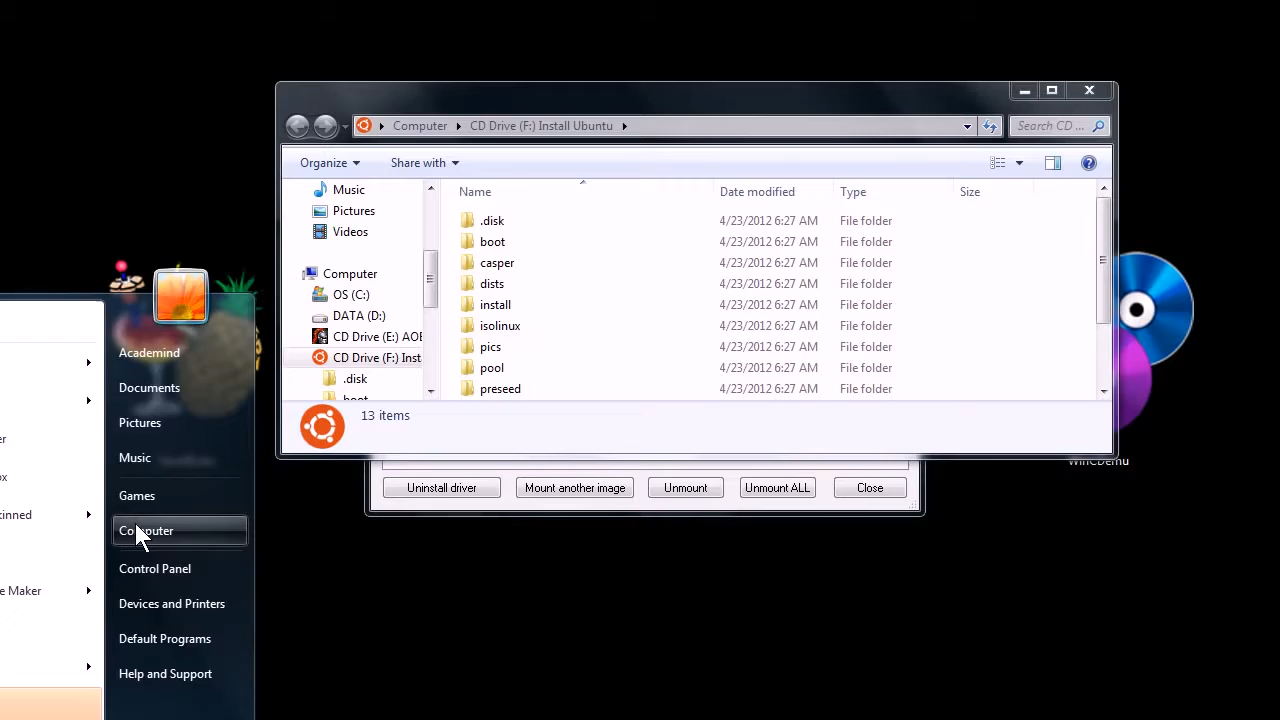 Computer
CD Drive (F:) Install Ubuntu
Search CD ...
Organize
Share with
Name
Date modified
Type
Size
Music
Pictures
Videos
Computer
OS (C:)
DATA (D:)
CD Drive (E:) AOE
CD Drive (F:) Inst
.disk
.disk 4/23/2012 6:27 AM File folder
boot 4/23/2012 6:27 AM File folder
casper 4/23/2012 6:27 AM File folder
dists 4/23/2012 6:27 AM File folder
install 4/23/2012 6:27 AM File folder
isolinux 4/23/2012 6:27 AM File folder
pics 4/23/2012 6:27 AM File folder
pool 4/23/2012 6:27 AM File folder
preseed 4/23/2012 6:27 AM File folder
13 items
Uninstall driver
Mount another image
Unmount
Unmount ALL
Close
WinCDemu
Academind
Documents
Pictures
Music
Games
Computer
Control Panel
Devices and Printers
Default Programs
Help and Support
er
ox
kinned
e Maker